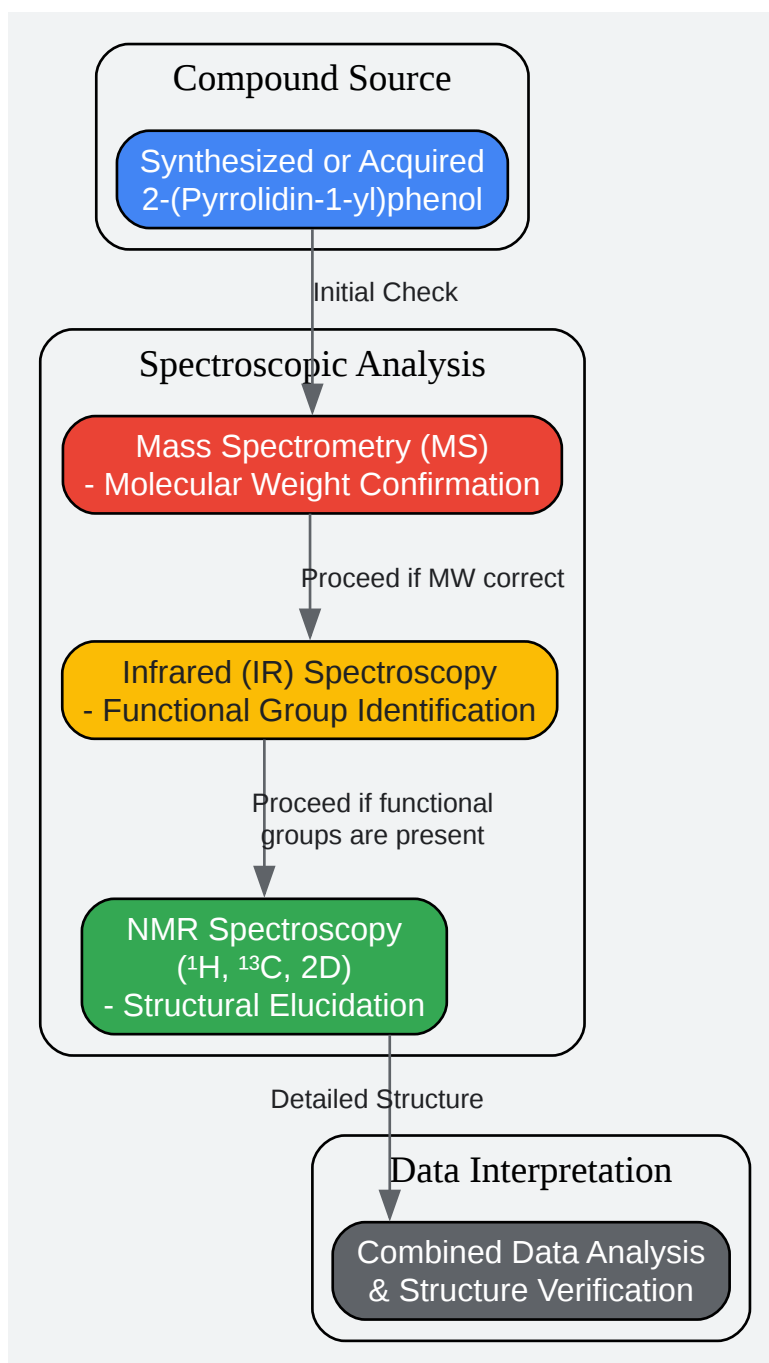 Compound Source
Synthesized or Acquired
2-(Pyrrolidin-1-yl)phenol
Initial Check
Spectroscopic Analysis
Mass Spectrometry (MS)
- Molecular Weight Confirmation
Proceed if MW correct
Infrared (IR) Spectroscopy
- Functional Group Identification
Proceed if functional
groups are present
NMR Spectroscopy
(¹H, ¹³C, 2D)
- Structural Elucidation
Detailed Structure
Data Interpretation
Combined Data Analysis
& Structure Verification